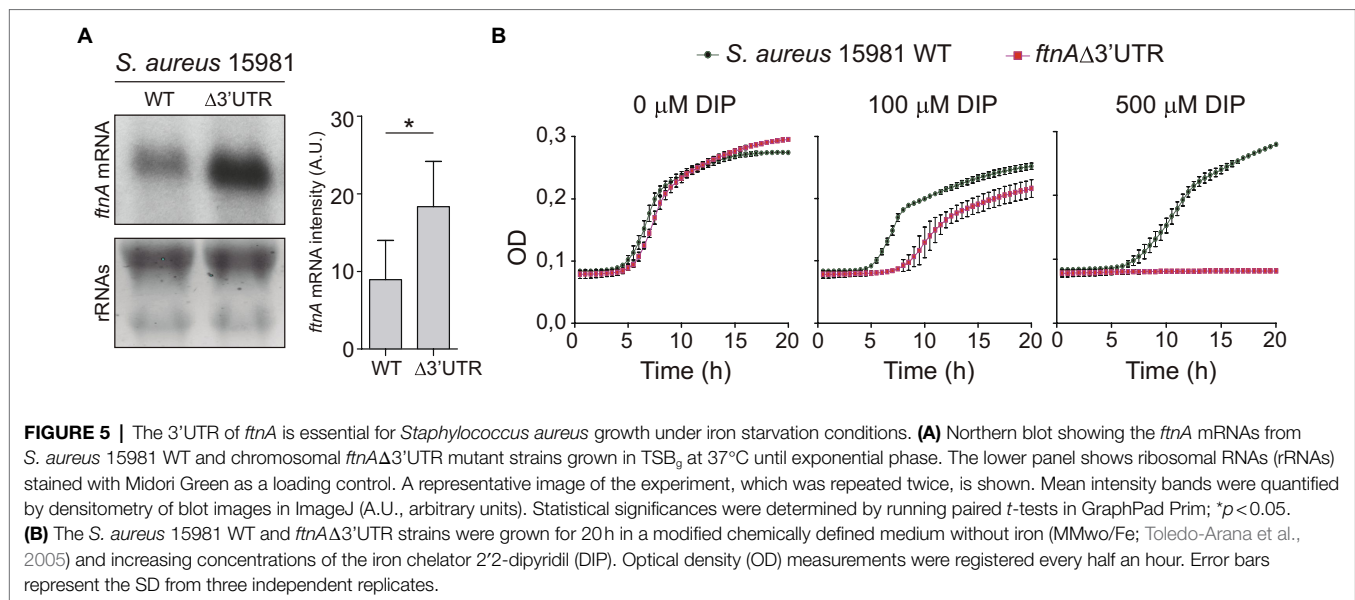 A
S. aureus 15981
WT Δ3'UTR
ftnA mRNA
rRNAs
ftnA mRNA intensity (A.U.)
30
20
10
0
*
WT Δ3'UTR
B
S. aureus 15981 WT ftnAΔ3'UTR
0 μM DIP 100 μM DIP 500 μM DIP
OD
0,3
0,2
0,1
0,0
0 5 10 15 20 0 5 10 15 20 0 5 10 15 20
Time (h) Time (h) Time (h)
FIGURE 5 | The 3'UTR of ftnA is essential for Staphylococcus aureus growth under iron starvation conditions. (A) Northern blot showing the ftnA mRNAs from
S. aureus 15981 WT and chromosomal ftnAΔ3'UTR mutant strains grown in TSBg at 37°C until exponential phase. The lower panel shows ribosomal RNAs (rRNAs)
stained with Midori Green as a loading control. A representative image of the experiment, which was repeated twice, is shown. Mean intensity bands were quantified
by densitometry of blot images in ImageJ (A.U., arbitrary units). Statistical significances were determined by running paired t-tests in GraphPad Prim; *p<0.05.
(B) The S. aureus 15981 WT and ftnAΔ3'UTR strains were grown for 20h in a modified chemically defined medium without iron (MMwo/Fe; Toledo-Arana et al.,
2005) and increasing concentrations of the iron chelator 2'2-dipyridil (DIP). Optical density (OD) measurements were registered every half an hour. Error bars
represent the SD from three independent replicates.